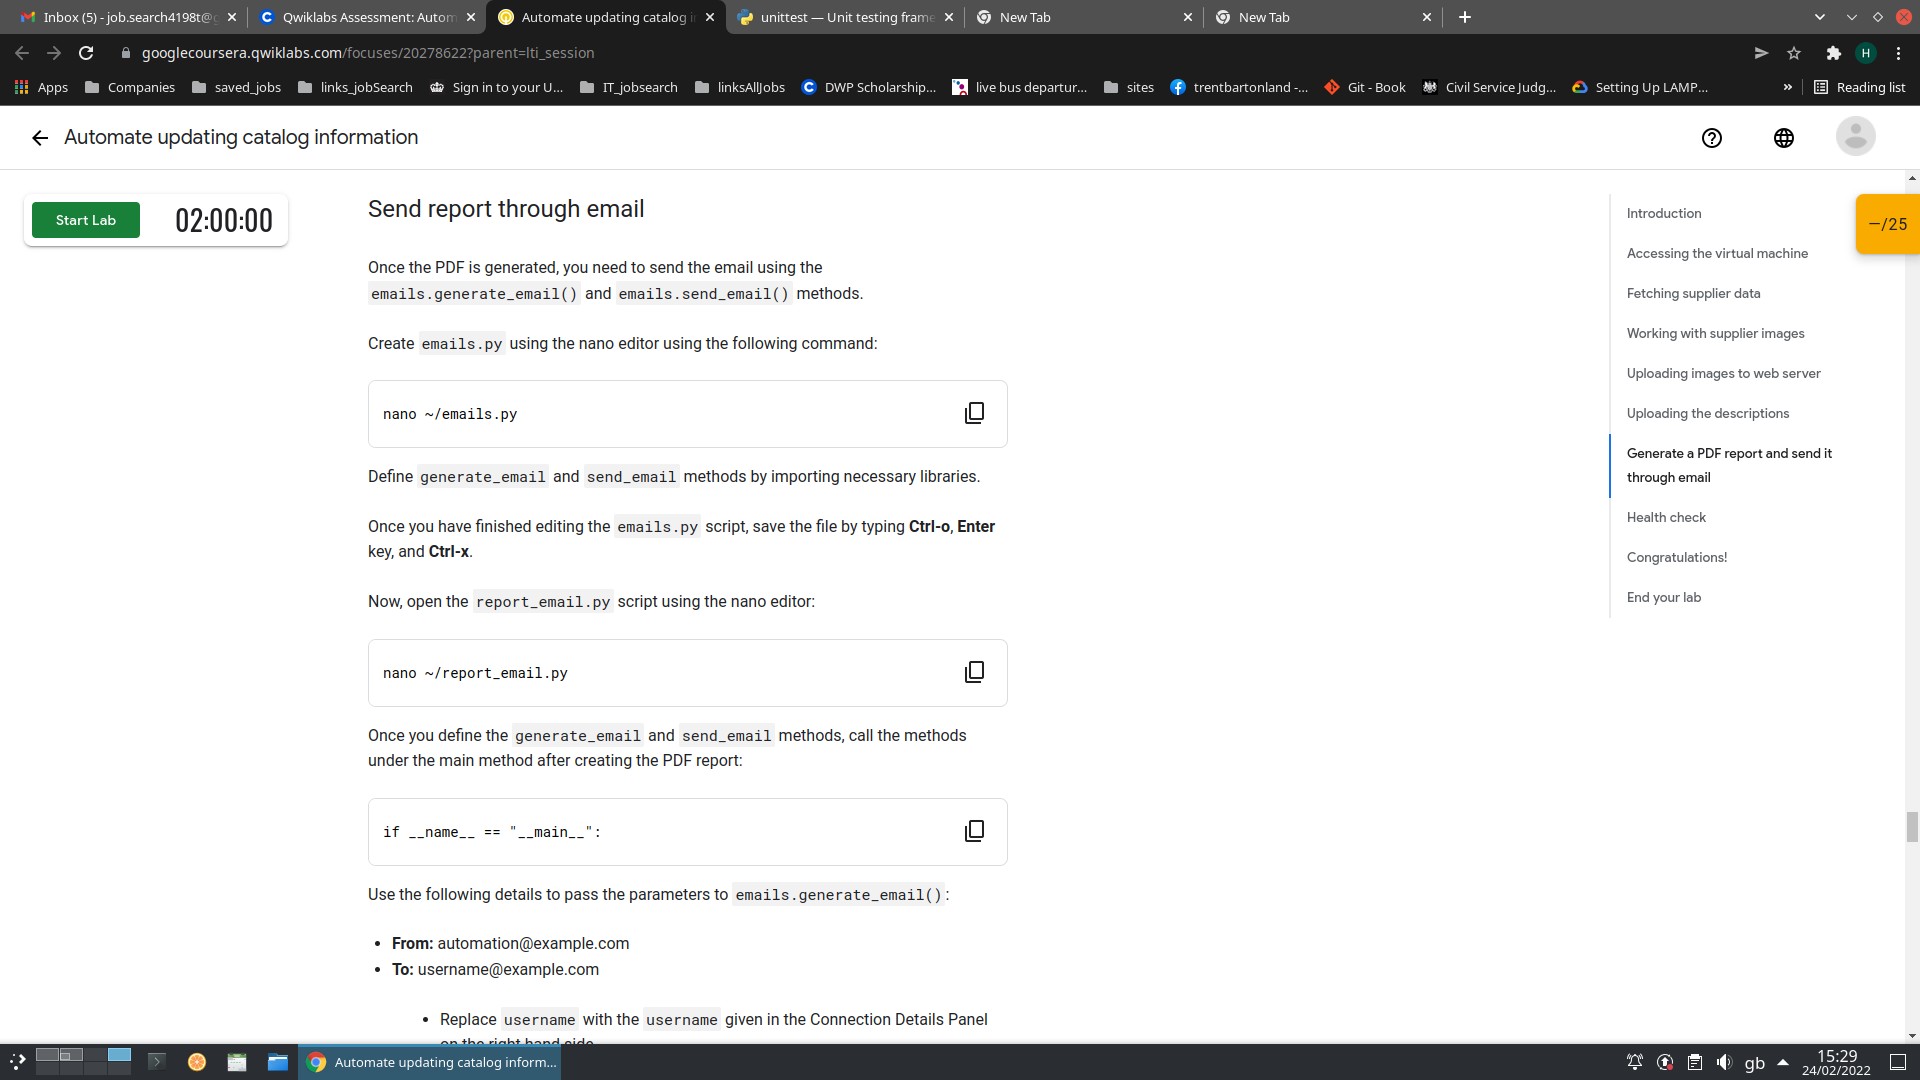 Inbox (5) - job.search4198t@g
Qwiklabs Assessment: Autom
Automate updating catalog i
unittest — Unit testing frame
New Tab
New Tab
googlecoursera.qwiklabs.com/focuses/20278622?parent=lti_session
H
Apps
Companies
saved_jobs
links_jobSearch
Sign in to your U...
IT_jobsearch
linksAllJobs
DWP Scholarship...
live bus departur...
sites
trentbartonland -...
Git - Book
Civil Service Judg...
Setting Up LAMP...
»
Reading list
Automate updating catalog information
Start Lab
02:00:00
Send report through email
Once the PDF is generated, you need to send the email using the
emails.generate_email() and emails.send_email() methods.
Create emails.py using the nano editor using the following command:
nano ~/emails.py
Define generate_email and send_email methods by importing necessary libraries.
Once you have finished editing the emails.py script, save the file by typing Ctrl-o, Enter
key, and Ctrl-x.
Now, open the report_email.py script using the nano editor:
nano ~/report_email.py
Once you define the generate_email and send_email methods, call the methods
under the main method after creating the PDF report:
if __name__ == "__main__":
Use the following details to pass the parameters to emails.generate_email():
• From: automation@example.com
• To: username@example.com
• Replace username with the username given in the Connection Details Panel
on the right hand side
Introduction
Accessing the virtual machine
Fetching supplier data
Working with supplier images
Uploading images to web server
Uploading the descriptions
Generate a PDF report and send it
through email
Health check
Congratulations!
End your lab
—/25
Automate updating catalog inform...
gb
15:29
24/02/2022